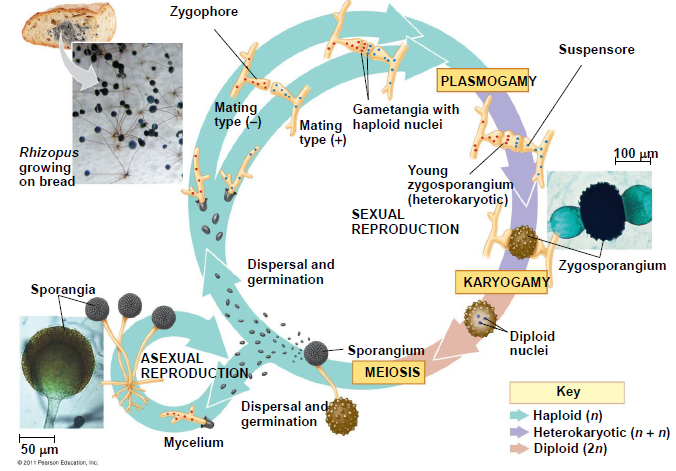 Zygophore
Rhizopus
growing
on bread
Mating
type (–)
Mating
type (+)
Gametangia with
haploid nuclei
PLASMOGAMY
Suspensore
100 µm
Young
zygosporangium
(heterokaryotic)
SEXUAL
REPRODUCTION
Zygosporangium
KARYOGAMY
Dispersal and
germination
Diploid
nuclei
Sporangia
Sporangium
ASEXUAL
REPRODUCTION
MEIOSIS
Dispersal and
germination
Mycelium
50 µm
Key
Haploid (n)
Heterokaryotic (n + n)
Diploid (2n)
© 2011 Pearson Education, Inc.